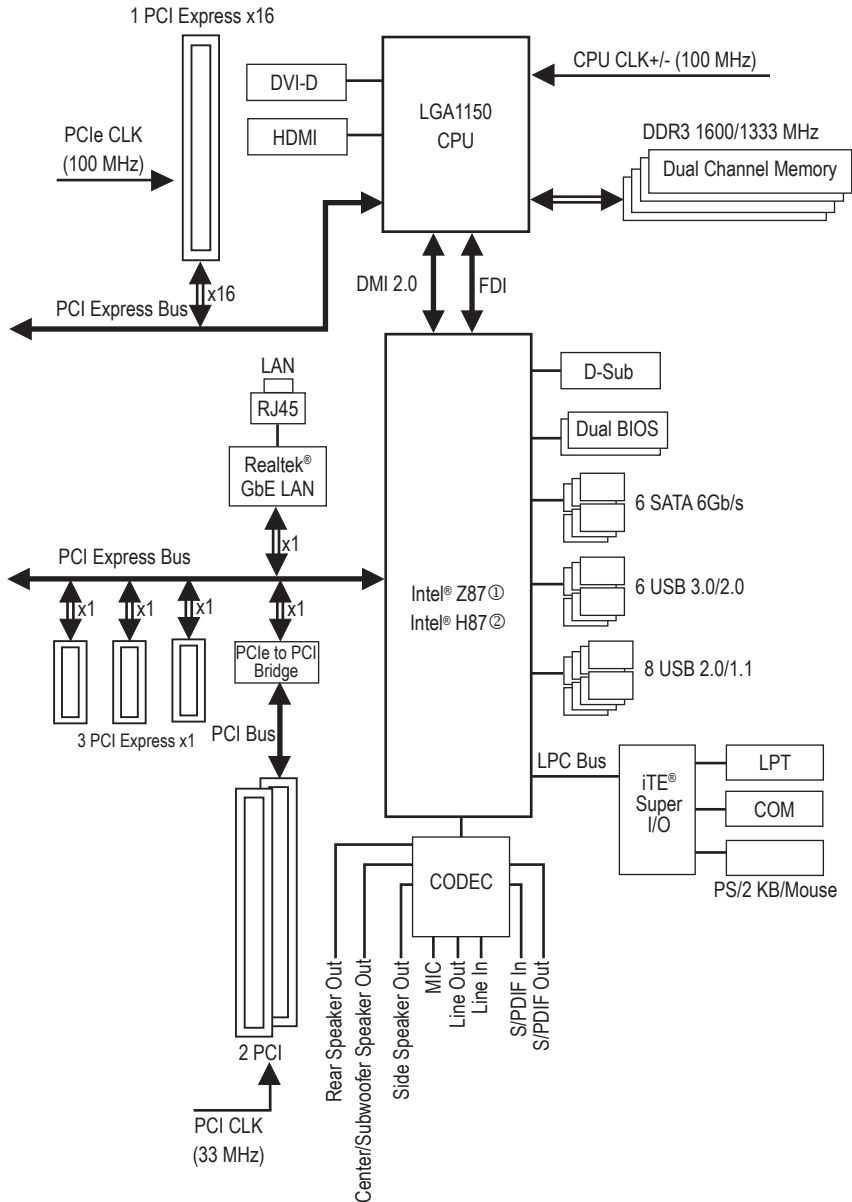 1 PCI Express x16
CPU CLK+/- (100 MHz)
DVI-D
LGA1150
CPU
PCIe CLK
(100 MHz)
HDMI
DDR3 1600/1333 MHz
Dual Channel Memory
x16
DMI 2.0
FDI
PCI Express Bus
LAN
RJ45
D-Sub
Dual BIOS
Realtek®
GbE LAN
6 SATA 6Gb/s
x1
PCI Express Bus
Intel® Z87①
Intel® H87②
6 USB 3.0/2.0
x1
x1
x1
x1
PCIe to PCI
Bridge
8 USB 2.0/1.1
3 PCI Express x1
PCI Bus
LPC Bus
iTE®
Super
I/O
LPT
COM
PS/2 KB/Mouse
CODEC
Rear Speaker Out
Center/Subwoofer Speaker Out
Side Speaker Out
MIC
Line Out
Line In
S/PDIF In
S/PDIF Out
2 PCI
PCI CLK
(33 MHz)